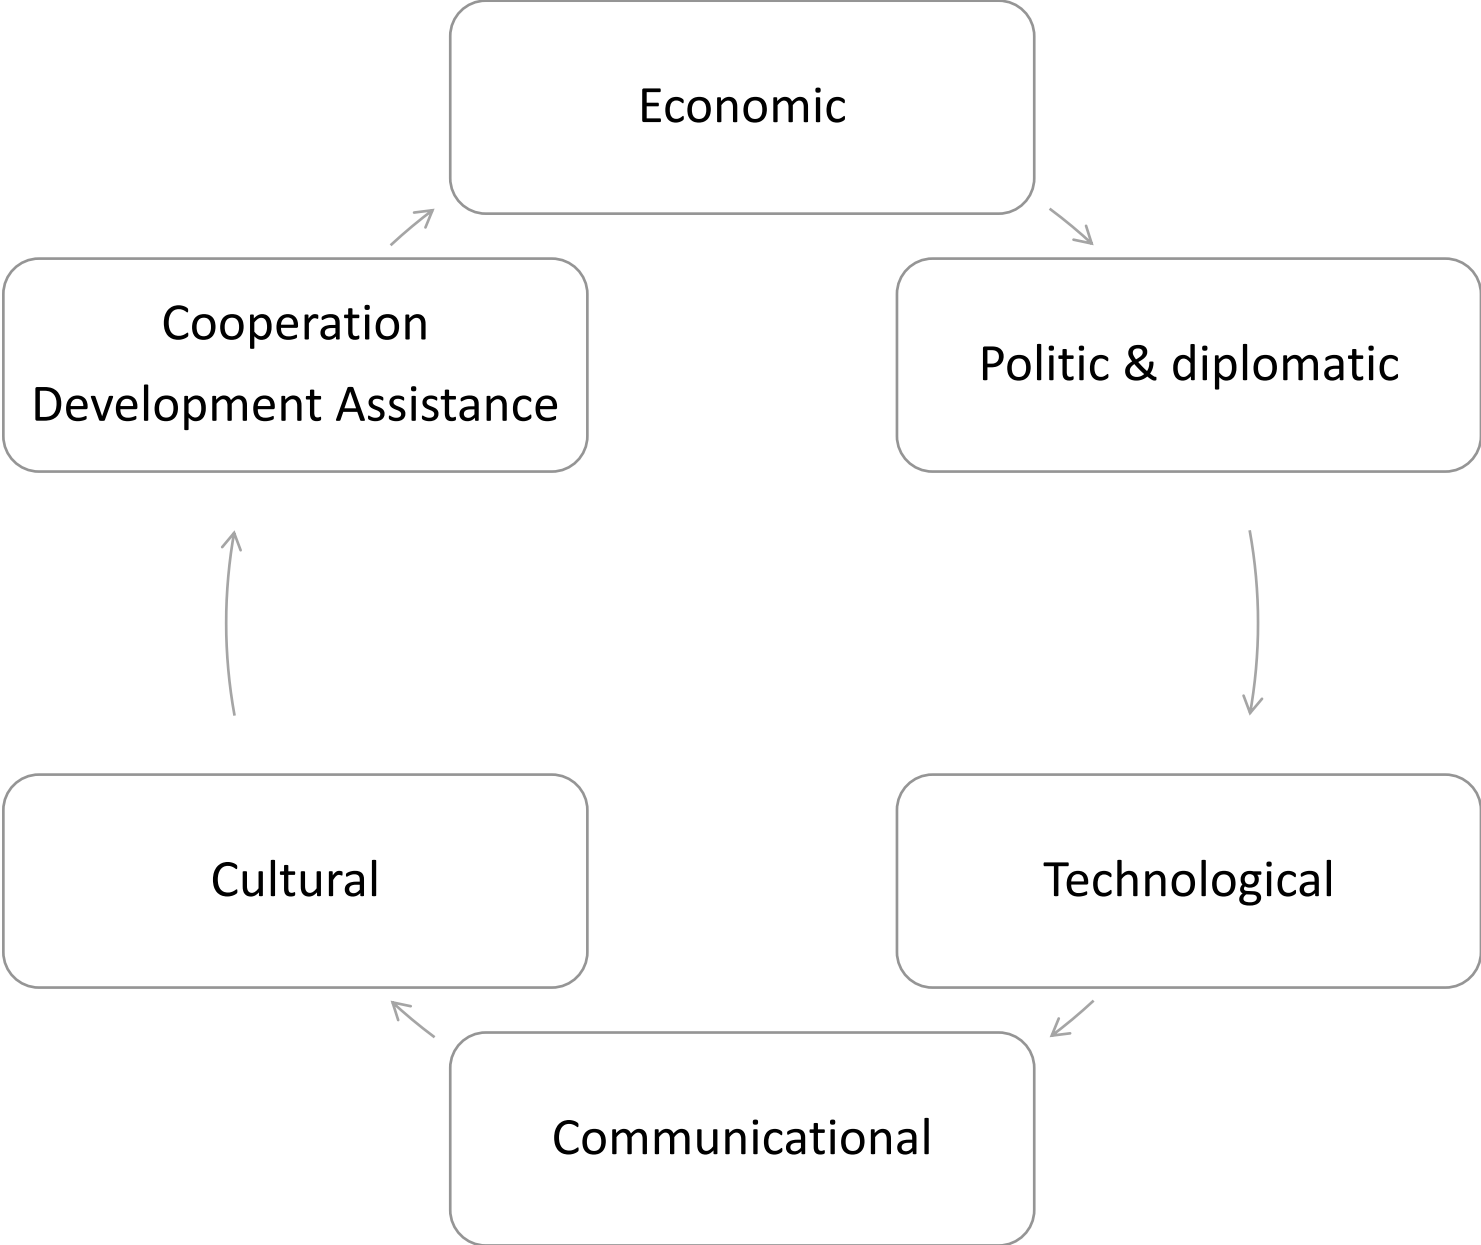 Economic
Politic & diplomatic
Technological
Communicational
Cultural
Cooperation
Development Assistance